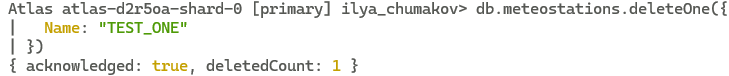 Atlas atlas-d2r5oa-shard-0 [primary] ilya_chumakov> db.meteostations.deleteOne({
|   Name: "TEST_ONE"
| })
{ acknowledged: true, deletedCount: 1 }